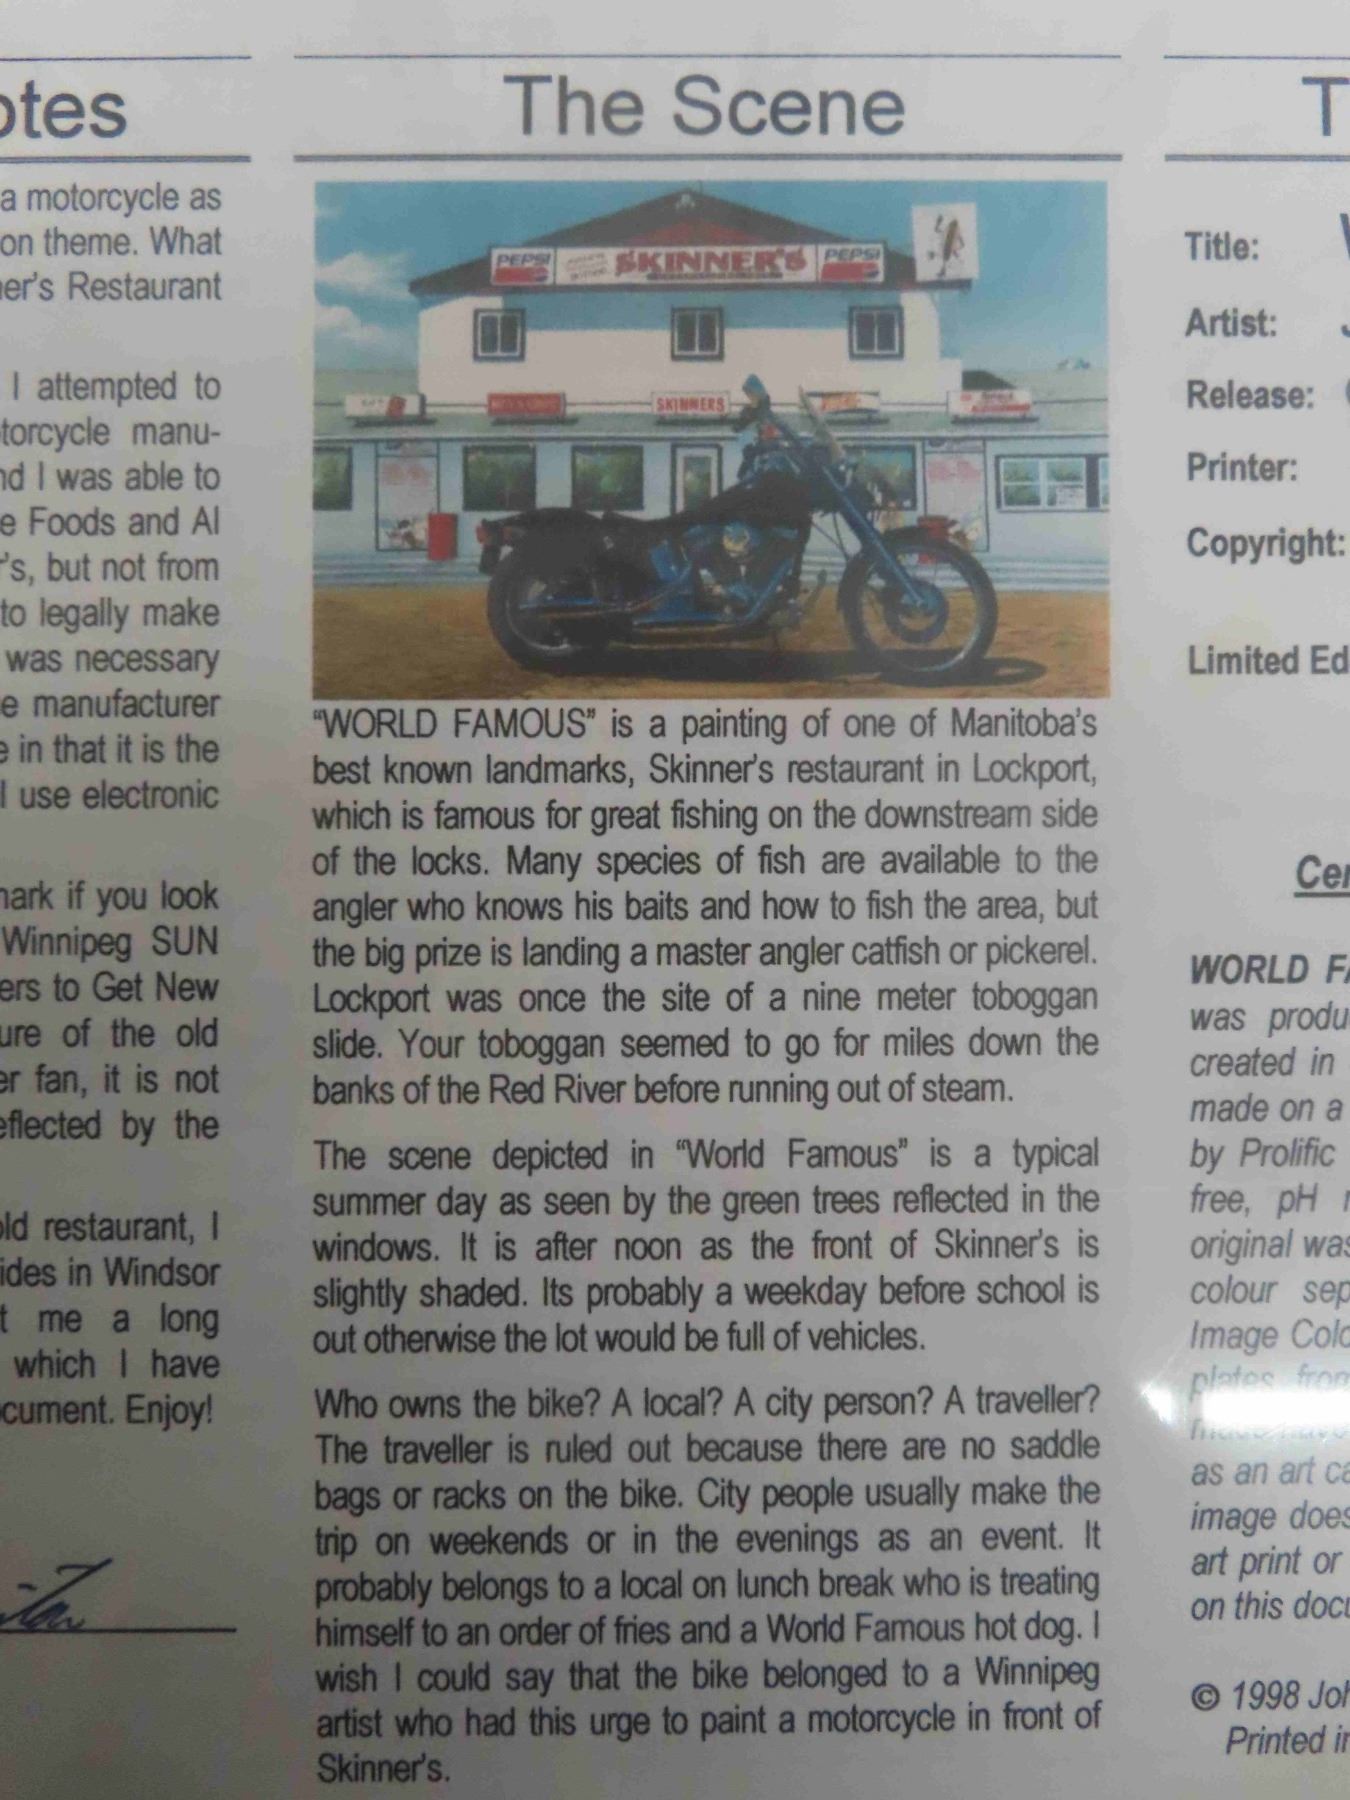 otes
a motorcycle as
on theme. What
er's Restaurant
I attempted to
torcycle manu-
nd I was able to
e Foods and Al
r's, but not from
to legally make
was necessary
e manufacturer
e in that it is the
I use electronic
mark if you look
Winnipeg SUN
ers to Get New
ure of the old
er fan, it is not
eflected by the
old restaurant, I
ides in Windsor
t me a long
which I have
cument. Enjoy!
The Scene
PEPSI
SKINNER'S
PEPSI
SKINNERS
“WORLD FAMOUS” is a painting of one of Manitoba's
best known landmarks, Skinner's restaurant in Lockport,
which is famous for great fishing on the downstream side
of the locks. Many species of fish are available to the
angler who knows his baits and how to fish the area, but
the big prize is landing a master angler catfish or pickerel.
Lockport was once the site of a nine meter toboggan
slide. Your toboggan seemed to go for miles down the
banks of the Red River before running out of steam.
The scene depicted in “World Famous” is a typical
summer day as seen by the green trees reflected in the
windows. It is after noon as the front of Skinner's is
slightly shaded. Its probably a weekday before school is
out otherwise the lot would be full of vehicles.
Who owns the bike? A local? A city person? A traveller?
The traveller is ruled out because there are no saddle
bags or racks on the bike. City people usually make the
trip on weekends or in the evenings as an event. It
probably belongs to a local on lunch break who is treating
himself to an order of fries and a World Famous hot dog. I
wish I could say that the bike belonged to a Winnipeg
artist who had this urge to paint a motorcycle in front of
Skinner's.
T
Title:
Artist:
Release:
Printer:
Copyright:
Limited Ed
Cer
WORLD FA
was produ
created in
made on a
by Prolific
free, pH
original was
colour sep
Image Colo
plates from
as an art ca
image does
art print or
on this docu
© 1998 Joh
Printed in